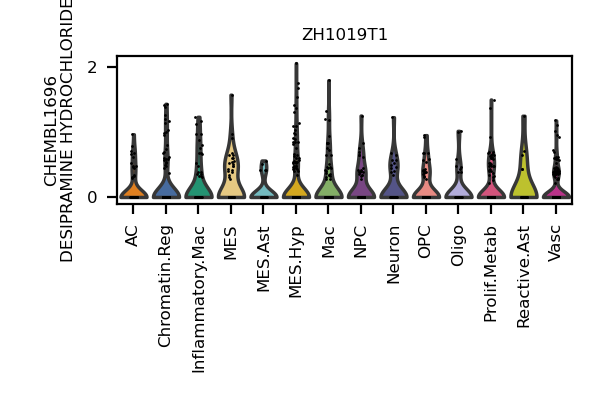 ZH1019T1
CHEMBL1696
DESIPRAMINE HYDROCHLORIDE
2
0
AC
Chromatin.Reg
Inflammatory.Mac
MES
MES.Ast
MES.Hyp
Mac
NPC
Neuron
OPC
Oligo
Prolif.Metab
Reactive.Ast
Vasc